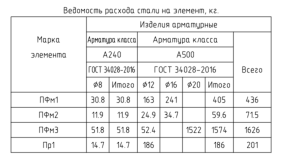 Ведомость расхода стали на элемент, кг.
Марка элемента
Изделия арматурные
Арматура класса Арматура класса
А240 А500
ГОСТ 34028-2016 ГОСТ 34028-2016 Всего
Ø8 Итого Ø12 Ø16 Ø20 Итого
ПФм1 30.8 30.8 163 241 405 436
ПФм2 11.9 11.9 24.9 34.7 59.6 71.5
ПФм3 51.8 51.8 52.4 1522 1574 1626
Пр1 14.7 14.7 186 186 201